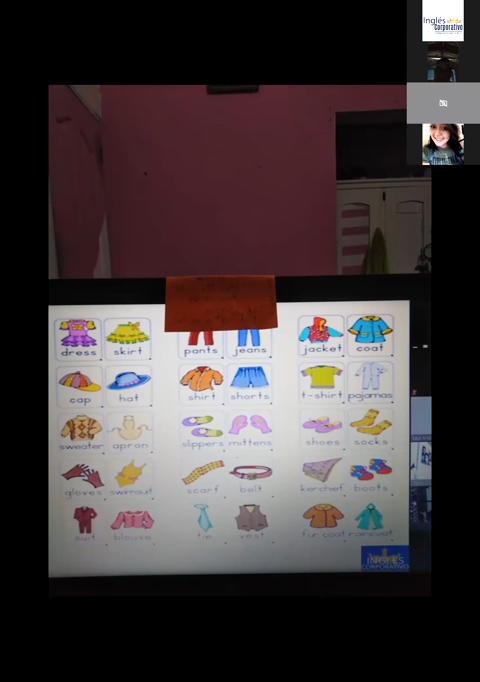 Inglés
Corporativo
dress skirt pants jeans jacket coat
cap hat shirt shorts t-shirt pajamas
sweater apron slippers mittens shoes socks
gloves swimsuit scarf belt kerchief boots
suit blouse tie vest fur coat raincoat
INGLÉS
CORPORATIVO